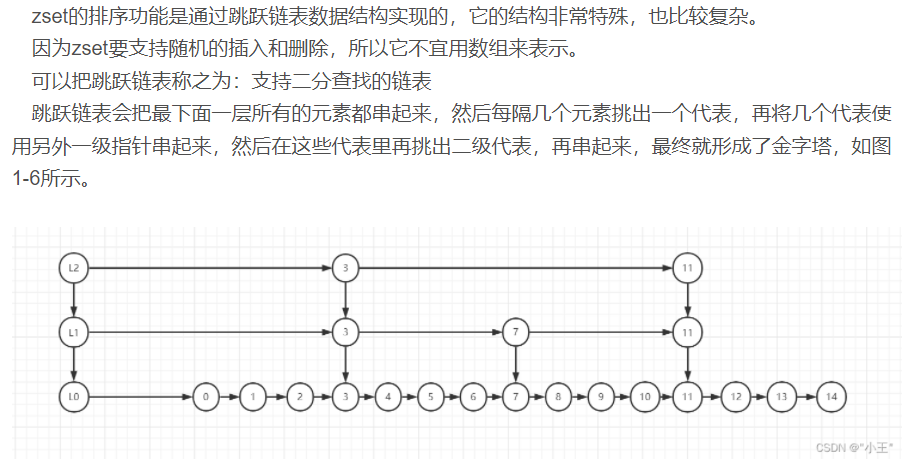 zset的排序功能是通过跳跃链表数据结构实现的，它的结构非常特殊，也比较复杂。
因为zset要支持随机的插入和删除，所以它不宜用数组来表示。
可以把跳跃链表称之为：支持二分查找的链表
跳跃链表会把最下面一层所有的元素都串起来，然后每隔几个元素挑出一个代表，再将几个代表使
用另外一级指针串起来，然后在这些代表里再挑出二级代表，再串起来，最终就形成了金字塔，如图
1-6所示。
L2 3 11
L1 3 7 11
L0 0 1 2 3 4 5 6 7 8 9 10 11 12 13 14
CSDN @"小王"